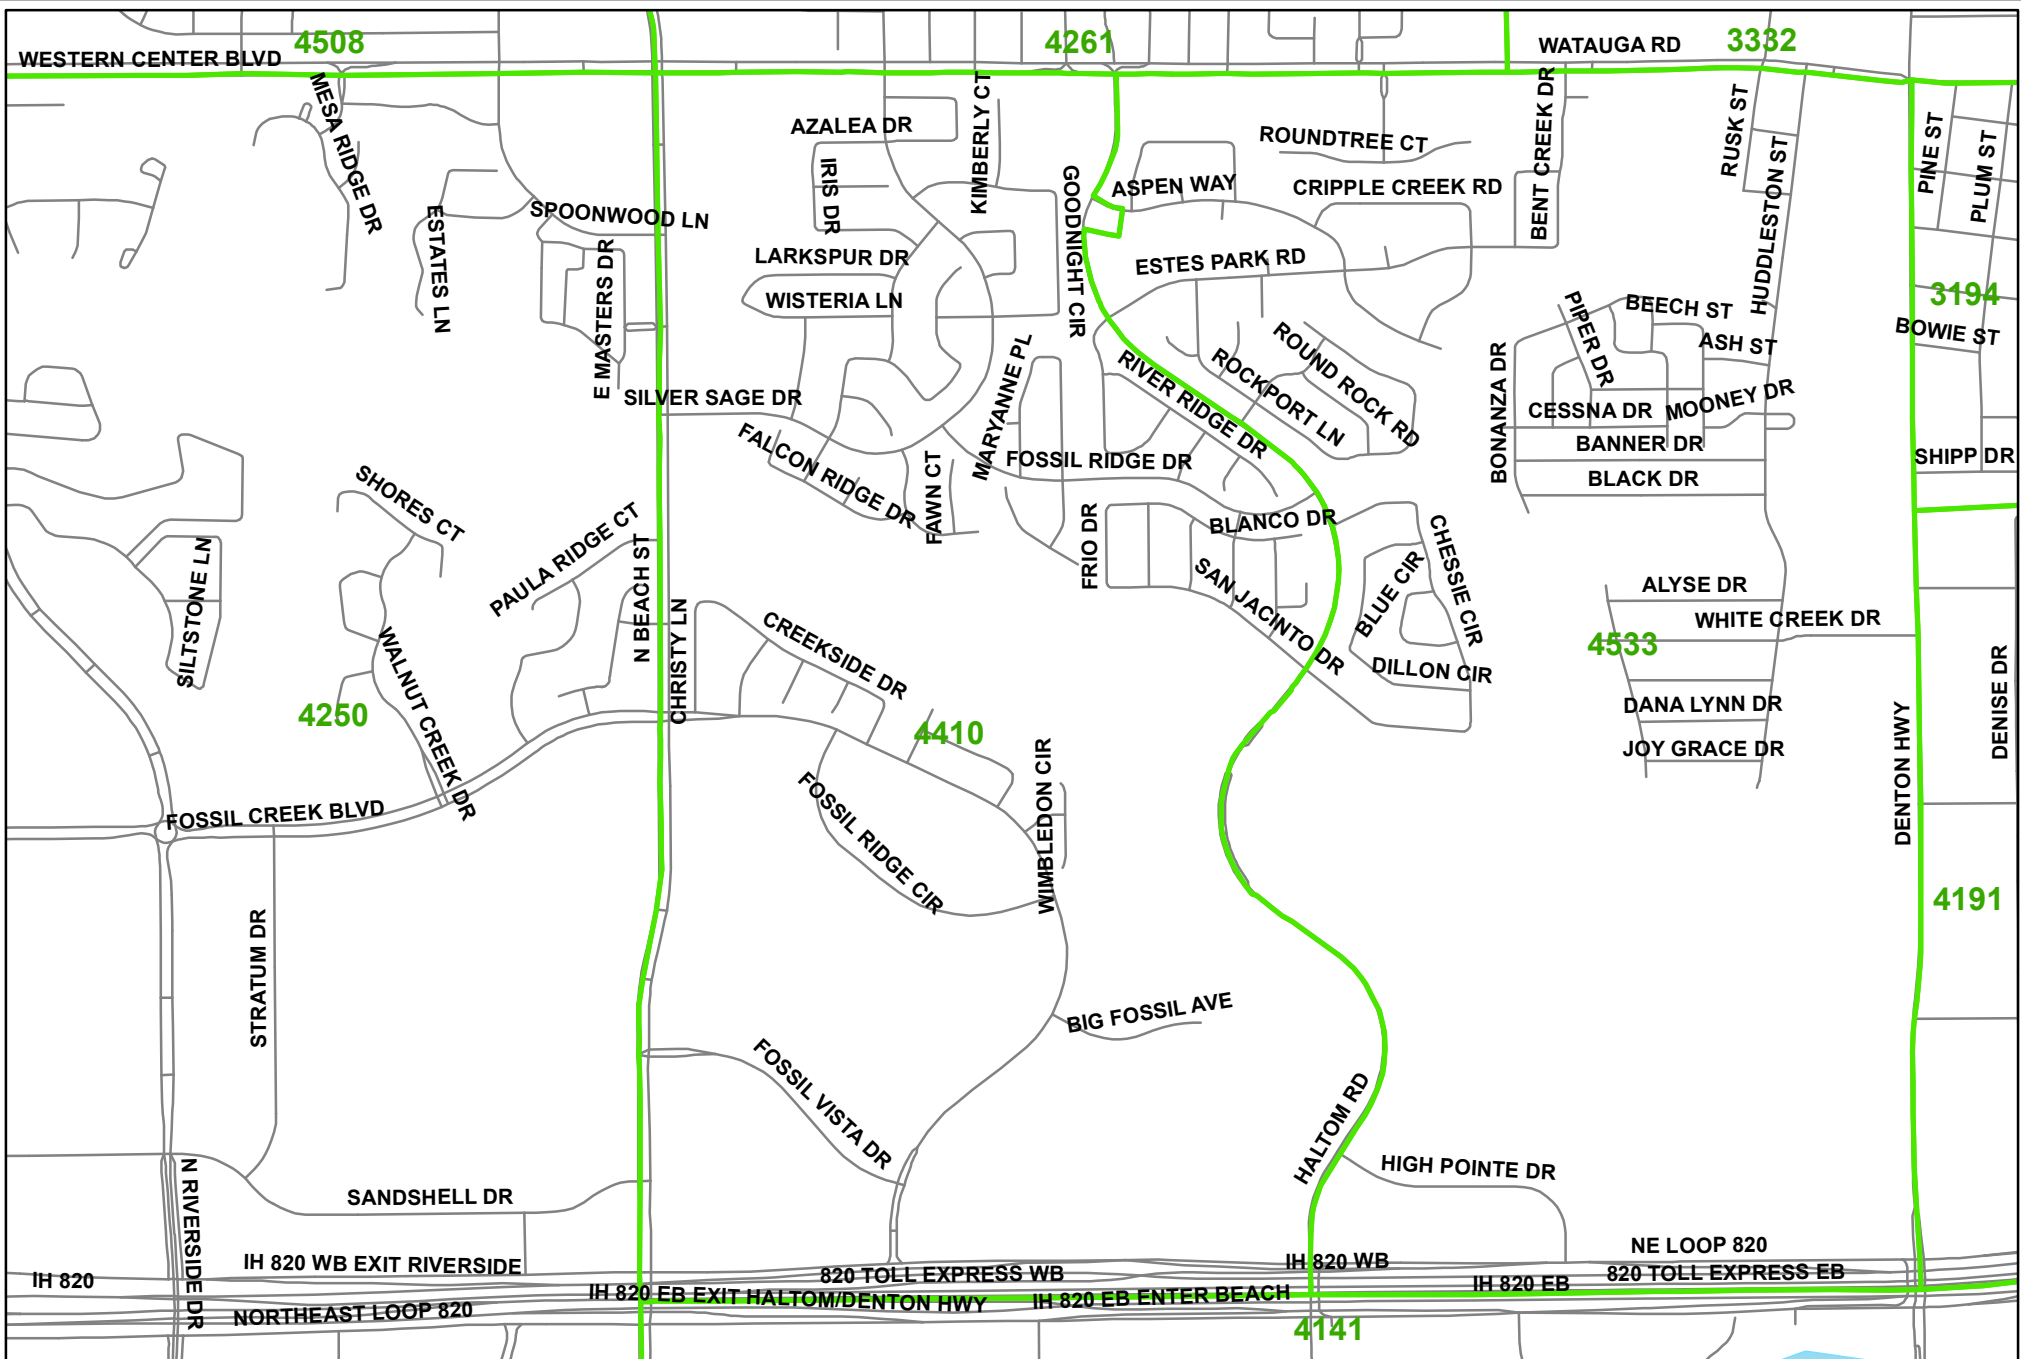 4508
4261
WATAUGA RD
3332
WESTERN CENTER BLVD
MESA RIDGE DR
KIMBERLY CT
BENT CREEK DR
RUSK ST
PINE ST
PLUM ST
AZALEA DR
ROUNDTREE CT
HUDDLESTON ST
IRIS DR
GOODNIGHT CIR
ASPEN WAY
CRIPPLE CREEK RD
ESTATES LN
SPOONWOOD LN
E MASTERS DR
LARKSPUR DR
ESTES PARK RD
WISTERIA LN
3194
PIPER DR
BEECH ST
BOWIE ST
ASH ST
MARYANNE PL
ROUND ROCK RD
RIVER RIDGE DR
ROCKPORT LN
BONANZA DR
SILVER SAGE DR
CESSNA DR
MOONEY DR
FALCON RIDGE DR
BANNER DR
FOSSIL RIDGE DR
SHIPP DR
FAWN CT
BLACK DR
SHORES CT
PAULA RIDGE CT
FRIO DR
BLANCO DR
CHESSIE CIR
SILTSTONE LN
N BEACH ST
SAN JACINTO DR
BLUE CIR
ALYSE DR
WHITE CREEK DR
CHRISTY LN
CREEKSIDE DR
4533
WALNUT CREEK DR
DILLON CIR
DENISE DR
DANA LYNN DR
4250
4410
JOY GRACE DR
DENTON HWY
WIMBLEDON CIR
FOSSIL CREEK BLVD
FOSSIL RIDGE CIR
4191
STRATUM DR
BIG FOSSIL AVE
FOSSIL VISTA DR
HALTOM RD
HIGH POINTE DR
N RIVERSIDE DR
SANDSHELL DR
NE LOOP 820
IH 820 WB EXIT RIVERSIDE
IH 820 WB
820 TOLL EXPRESS WB
820 TOLL EXPRESS EB
IH 820
IH 820 EB
IH 820 EB EXIT HALTOM/DENTON HWY
IH 820 EB ENTER BEACH
NORTHEAST LOOP 820
4141